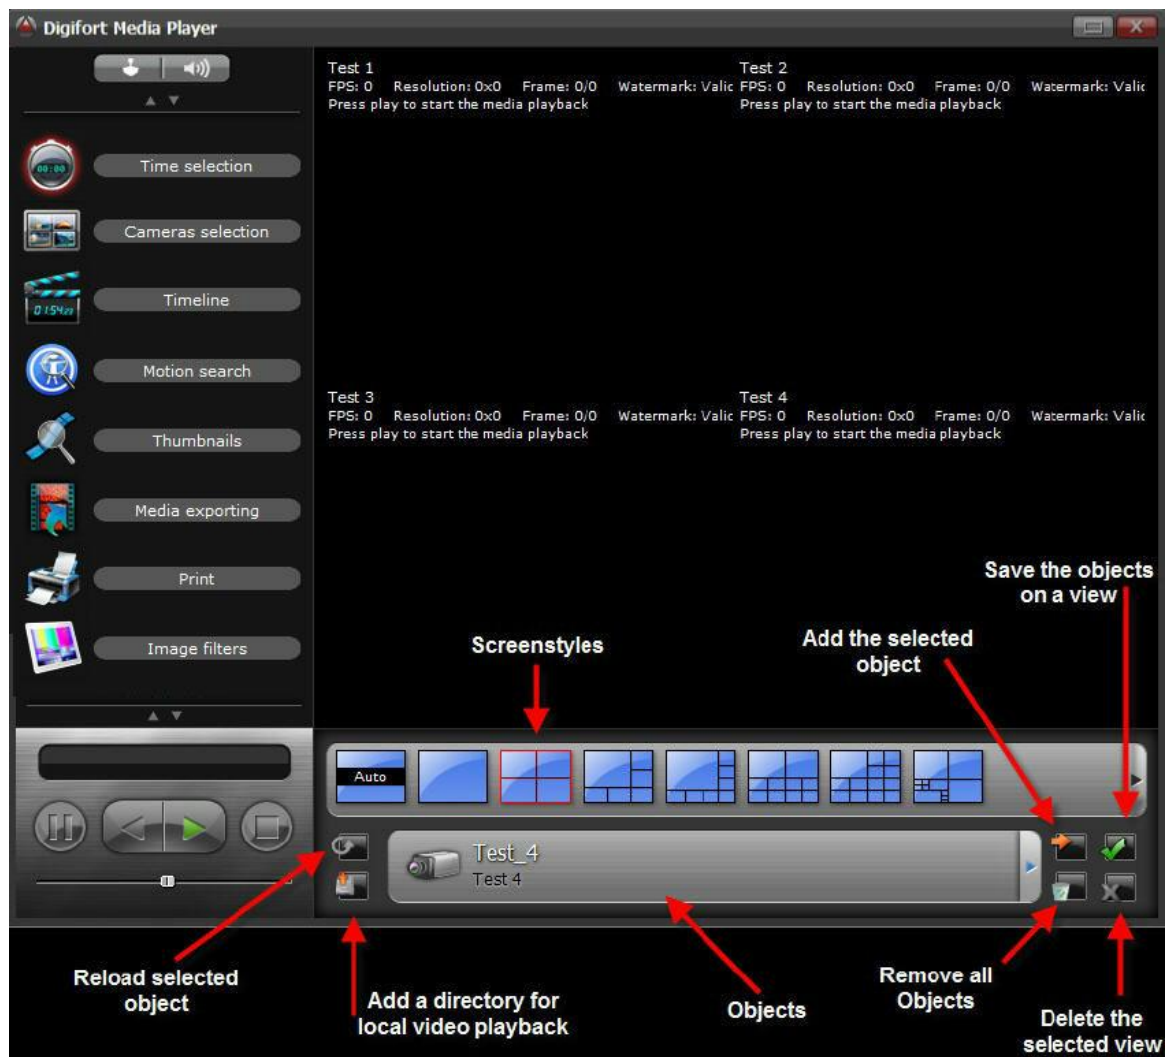 Digifort Media Player
Test 1
FPS: 0 Resolution: 0x0 Frame: 0/0 Watermark: Valid
Press play to start the media playback
Test 2
FPS: 0 Resolution: 0x0 Frame: 0/0 Watermark: Valid
Press play to start the media playback
Time selection
Cameras selection
Timeline
Motion search
Thumbnails
Media exporting
Print
Image filters
00:00
Test 3
FPS: 0 Resolution: 0x0 Frame: 0/0 Watermark: Valid
Press play to start the media playback
Test 4
FPS: 0 Resolution: 0x0 Frame: 0/0 Watermark: Valid
Press play to start the media playback
Save the objects
on a view
Screenstyles
Add the selected
object
Auto
Test_4
Test 4
Reload selected
object
Add a directory for
local video playback
Objects
Remove all
Objects
Delete the
selected view